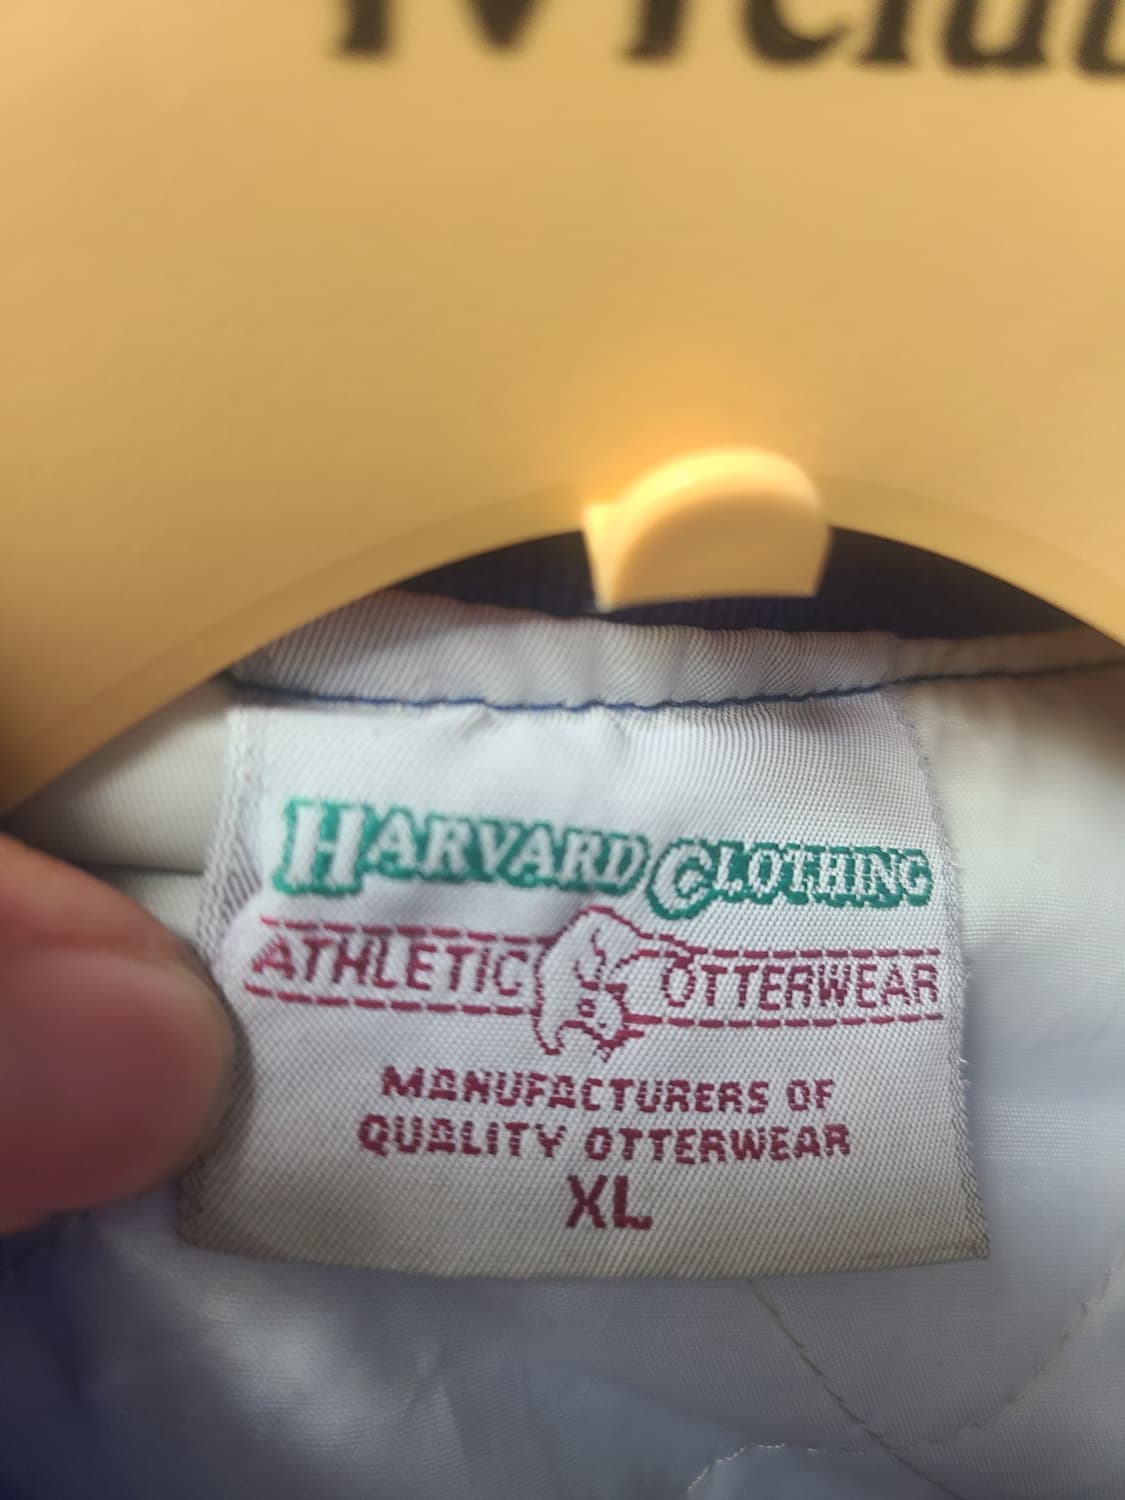 HARVARD CLOTHING
ATHLETIC OTTERWEAR
MANUFACTURERS OF
QUALITY OTTERWEAR
XL